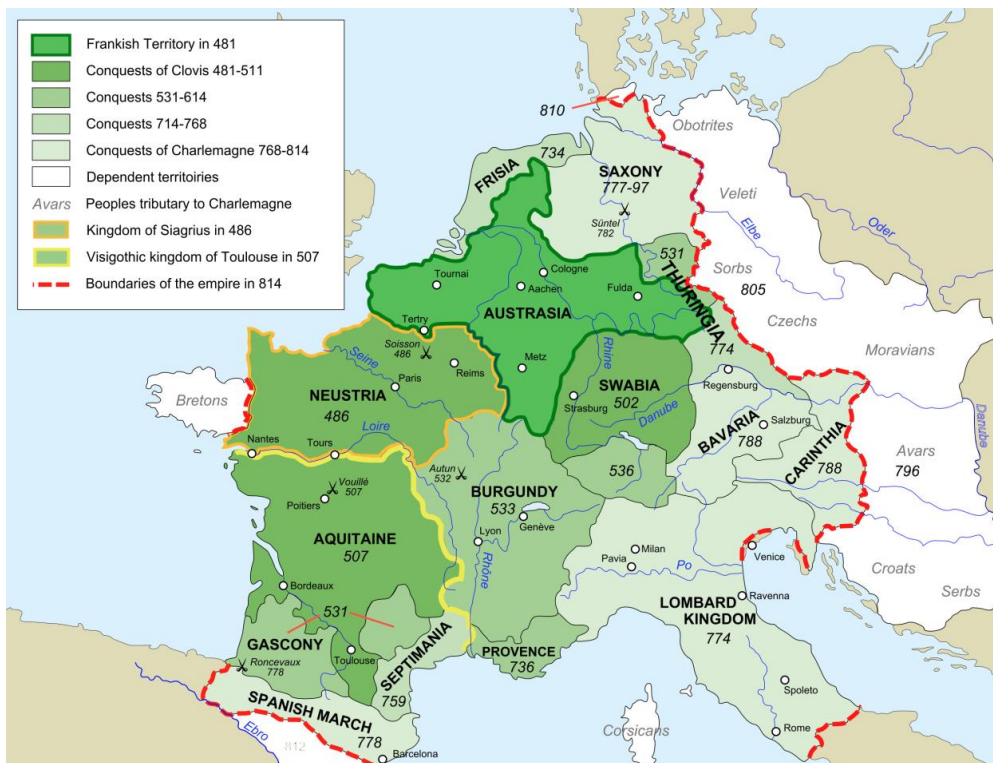 Frankish Territory in 481
Conquests of Clovis 481-511
Conquests 531-614
Conquests 714-768
Conquests of Charlemagne 768-814
Dependent territoiries
Avars Peoples tributary to Charlemagne
Kingdom of Siagrius in 486
Visigothic kingdom of Toulouse in 507
Boundaries of the empire in 814
810
Obotrites
734
FRISIA
SAXONY
777-97
Veleti
Süntel
782
Elbe
Oder
531
Sorbs
805
THURINGIA
Tournai
Cologne
Aachen
Fulda
AUSTRASIA
Czechs
Tertry
Soisson
486
Reims
Seine
Paris
Metz
Rhine
774
Moravians
Regensburg
NEUSTRIA
486
SWABIA
502
Strasburg
Danube
Bretons
Loire
Nantes
Tours
BAVARIA
788
Salzburg
CARINTHIA
788
Danube
Avars
796
Autun
532
536
Vouillé
507
Poitiers
BURGUNDY
533
Genève
Lyon
Rhône
AQUITAINE
507
Milan
Pavia
Po
Venice
Croats
Serbs
Bordeaux
Ravenna
531
LOMBARD
KINGDOM
774
GASCONY
Roncevaux
778
Toulouse
SEPTIMANIA
759
PROVENCE
736
Spoleto
SPANISH MARCH
778
Ebro
812
Barcelona
Corsicans
Rome